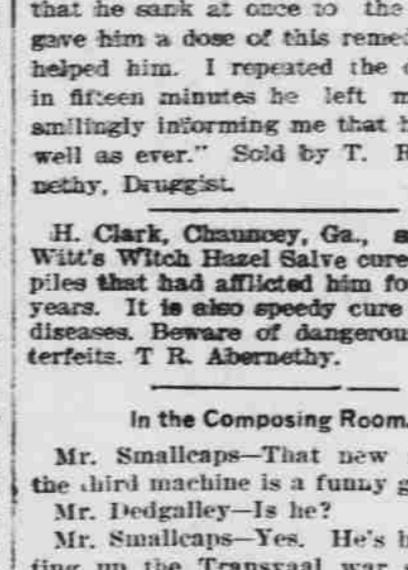 that he sank at once to the
gave him a dose of this reme
helped him. I repeated the
in fifteen minutes he left
smilingly informing me that
well as ever." Sold by T. R
nethy, Druggist.
H. Clark, Chauncey, Ga.,
Witt's Witch Hazel Salve cure
piles that had afflicted him fo
years. It is also speedy cure
diseases. Beware of dangerou
terfeits. T R. Abernethy.
In the Composing Room.
Mr. Smallcaps—That new
the third machine is a funny g
Mr. Dedgalley—Is he?
Mr. Smallcaps—Yes. He's
ting up the Transvaal war